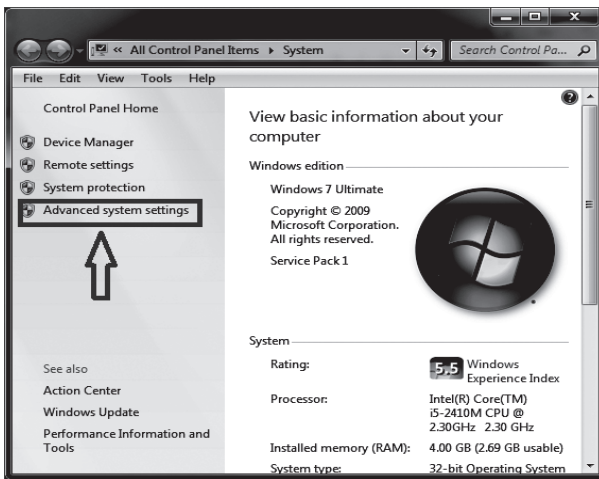 All Control Panel Items ▸ System
Search Control Pa...
File Edit View Tools Help
Control Panel Home
Device Manager
Remote settings
System protection
Advanced system settings
See also
Action Center
Windows Update
Performance Information and
Tools
View basic information about your
computer
Windows edition
Windows 7 Ultimate
Copyright © 2009
Microsoft Corporation.
All rights reserved.
Service Pack 1
System
Rating:
5.5 Windows
Experience Index
Processor:
Intel(R) Core(TM)
i5-2410M CPU @
2.30GHz 2.30 GHz
Installed memory (RAM):
4.00 GB (2.69 GB usable)
System type:
32-bit Operating System